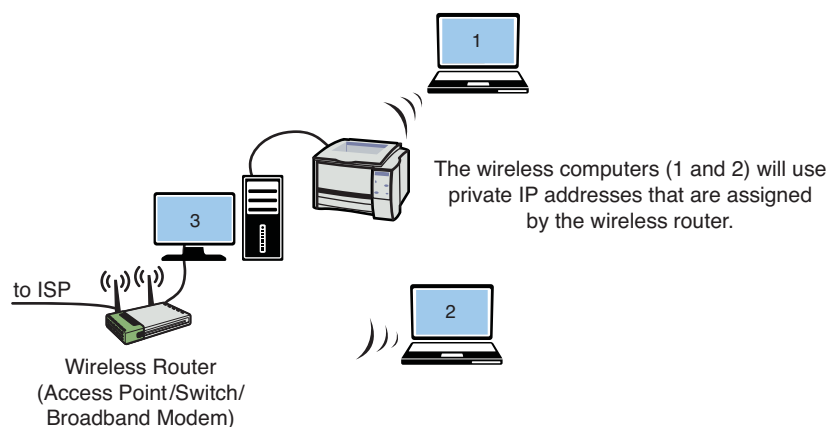 1
The wireless computers (1 and 2) will use
private IP addresses that are assigned
by the wireless router.
3
to ISP
2
Wireless Router
(Access Point/Switch/
Broadband Modem)